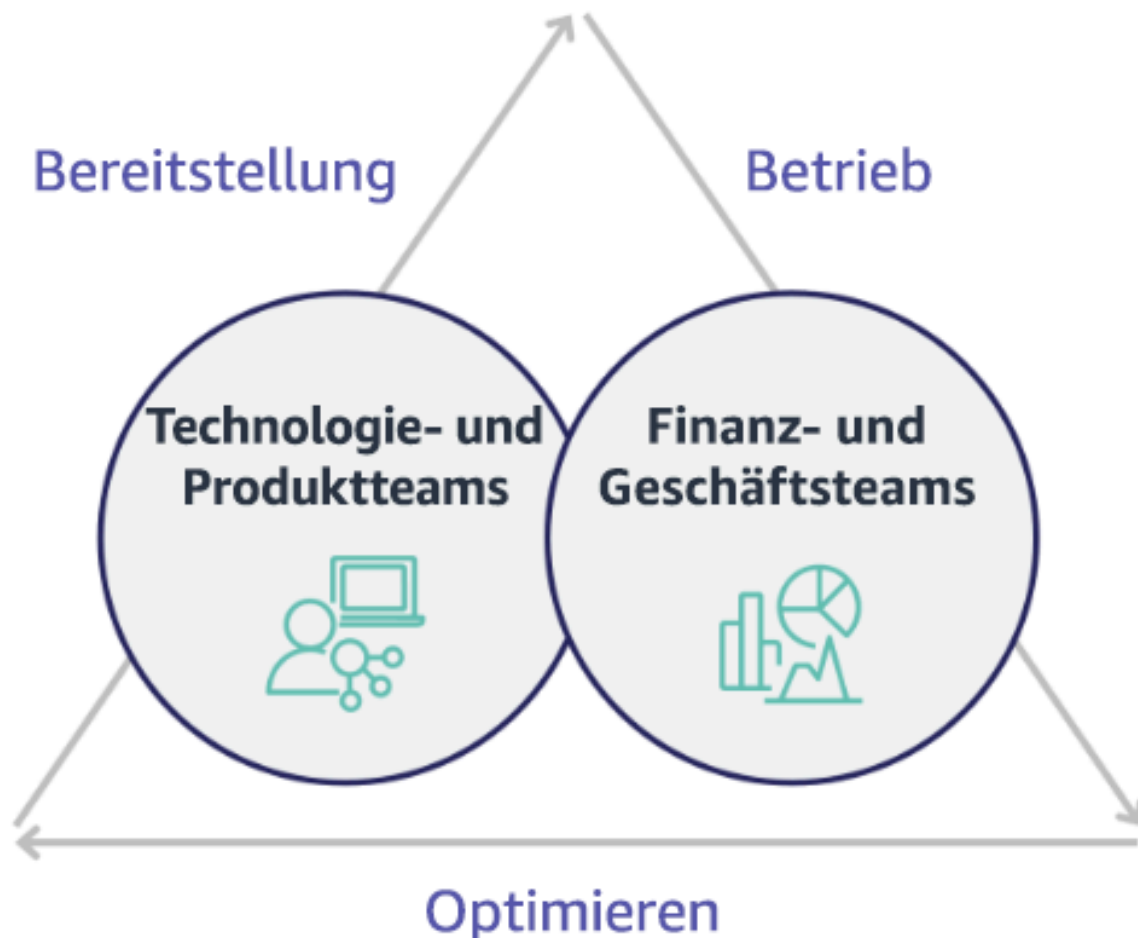 Bereitstellung
Betrieb
Technologie- und
Produktteams
Finanz- und
Geschäftsteams
Optimieren